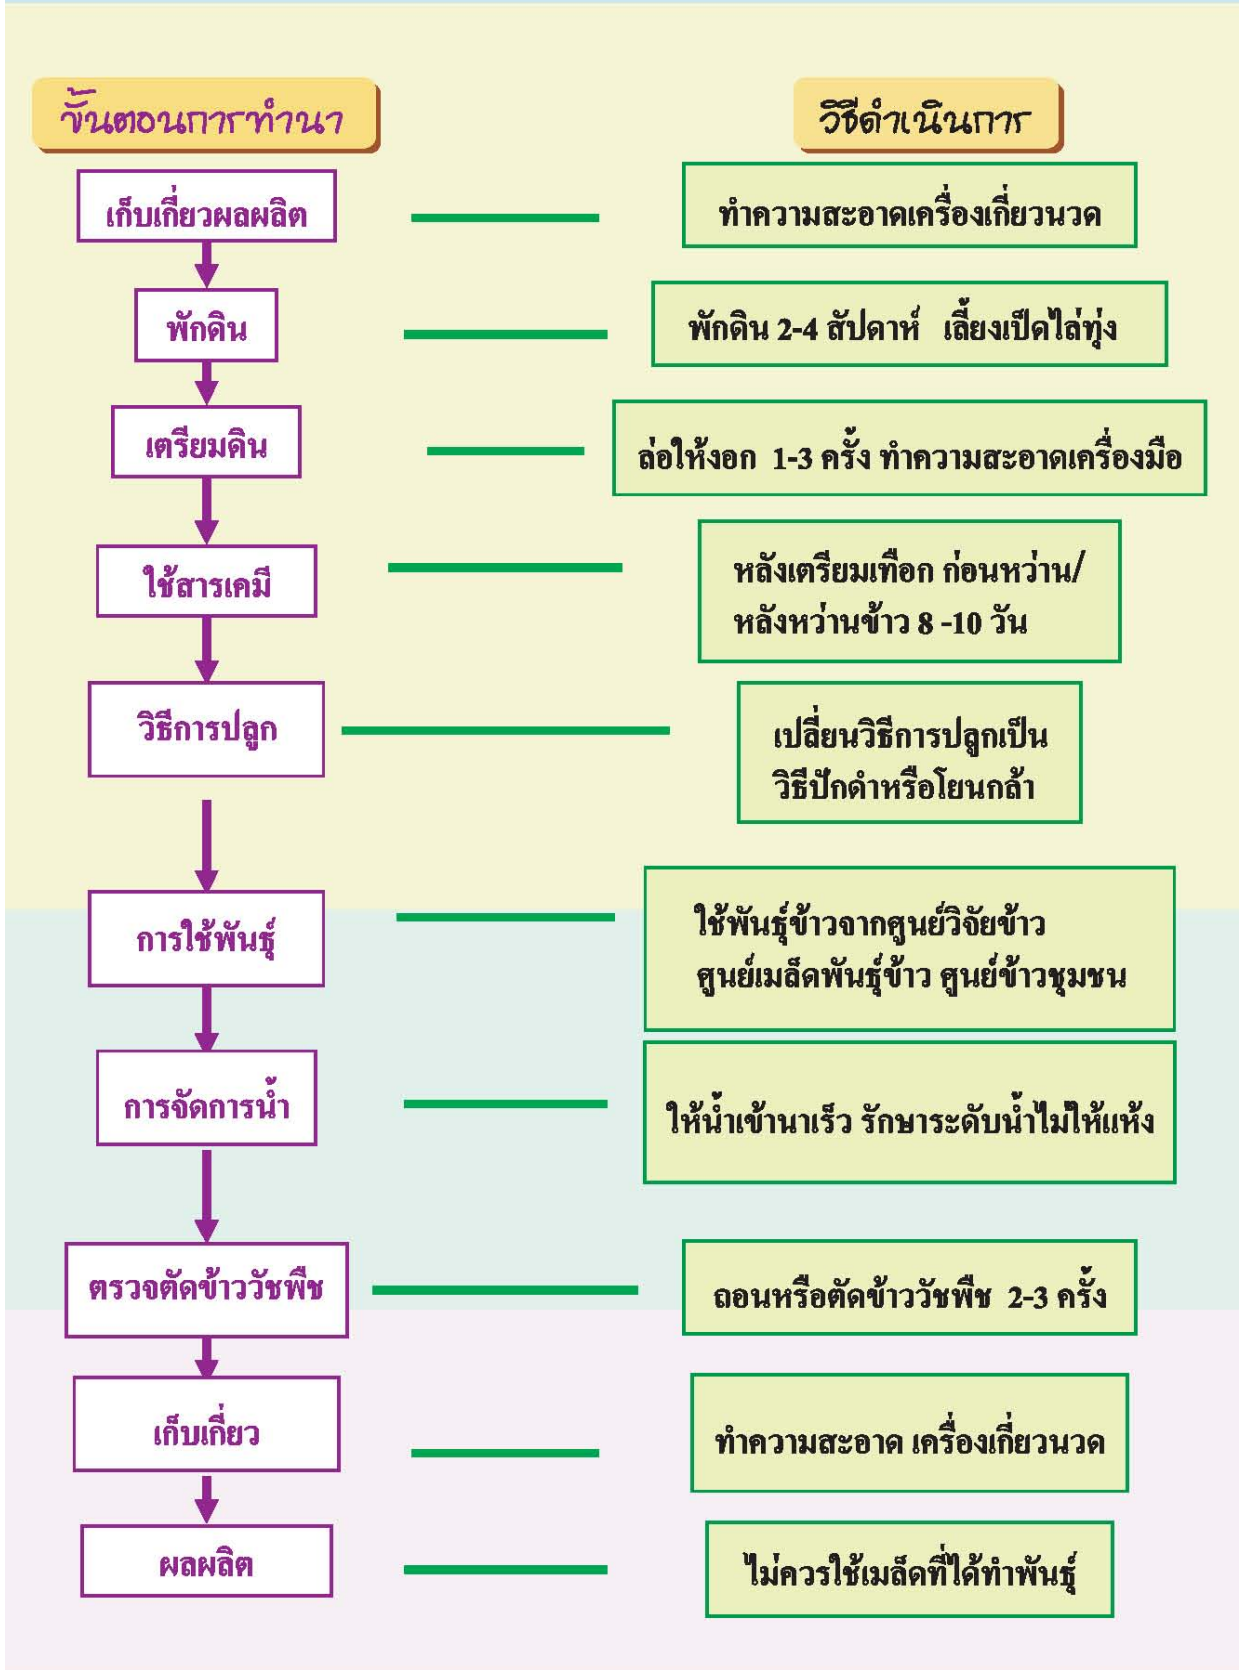 ขั้นตอนการทำนา
วิธีดำเนินการ
เก็บเกี่ยวผลผลิต
ทำความสะอาดเครื่องเกี่ยวนวด
พักดิน
พักดิน 2-4 สัปดาห์ เลี้ยงเป็ดไล่ทุ่ง
เตรียมดิน
ล่อให้งอก 1-3 ครั้ง ทำความสะอาดเครื่องมือ
ใช้สารเคมี
หลังเตรียมเทือก ก่อนหว่าน/
หลังหว่านข้าว 8 -10 วัน
วิธีการปลูก
เปลี่ยนวิธีการปลูกเป็น
วิธีปักดำหรือโยนกล้า
การใช้พันธุ์
ใช้พันธุ์ข้าวจากศูนย์วิจัยข้าว
ศูนย์เมล็ดพันธุ์ข้าว ศูนย์ข้าวชุมชน
การจัดการน้ำ
ให้น้ำเข้านาเร็ว รักษาระดับน้ำไม่ให้แห้ง
ตรวจตัดข้าววัชพืช
ถอนหรือตัดข้าววัชพืช 2-3 ครั้ง
เก็บเกี่ยว
ทำความสะอาด เครื่องเกี่ยวนวด
ผลผลิต
ไม่ควรใช้เมล็ดที่ได้ทำพันธุ์